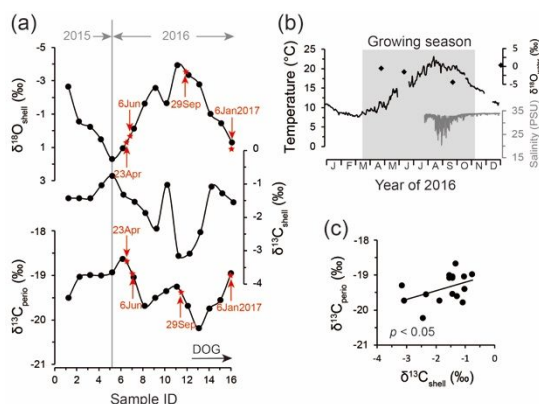 (a)
2015
2016
-5
-3
-1
1
3
δ18Oshell (‰)
6Jun
29Sep
6Jan2017
23Apr
0
-1
-2
-3
-4
δ13Cshell (‰)
-18
-19
-20
-21
δ13Cperio (‰)
23Apr
6Jun
29Sep
6Jan2017
DOG
0 2 4 6 8 10 12 14 16
Sample ID
(b)
Growing season
25
20
15
10
5
0
Temperature (°C)
5
0
-5
35
25
15
Salinity (PSU)
J F M A M J J A S O N D
Year of 2016
(c)
-18
-19
-20
-21
δ13Cperio (‰)
p < 0.05
-4 -3 -2 -1 0
δ13Cshell (‰)